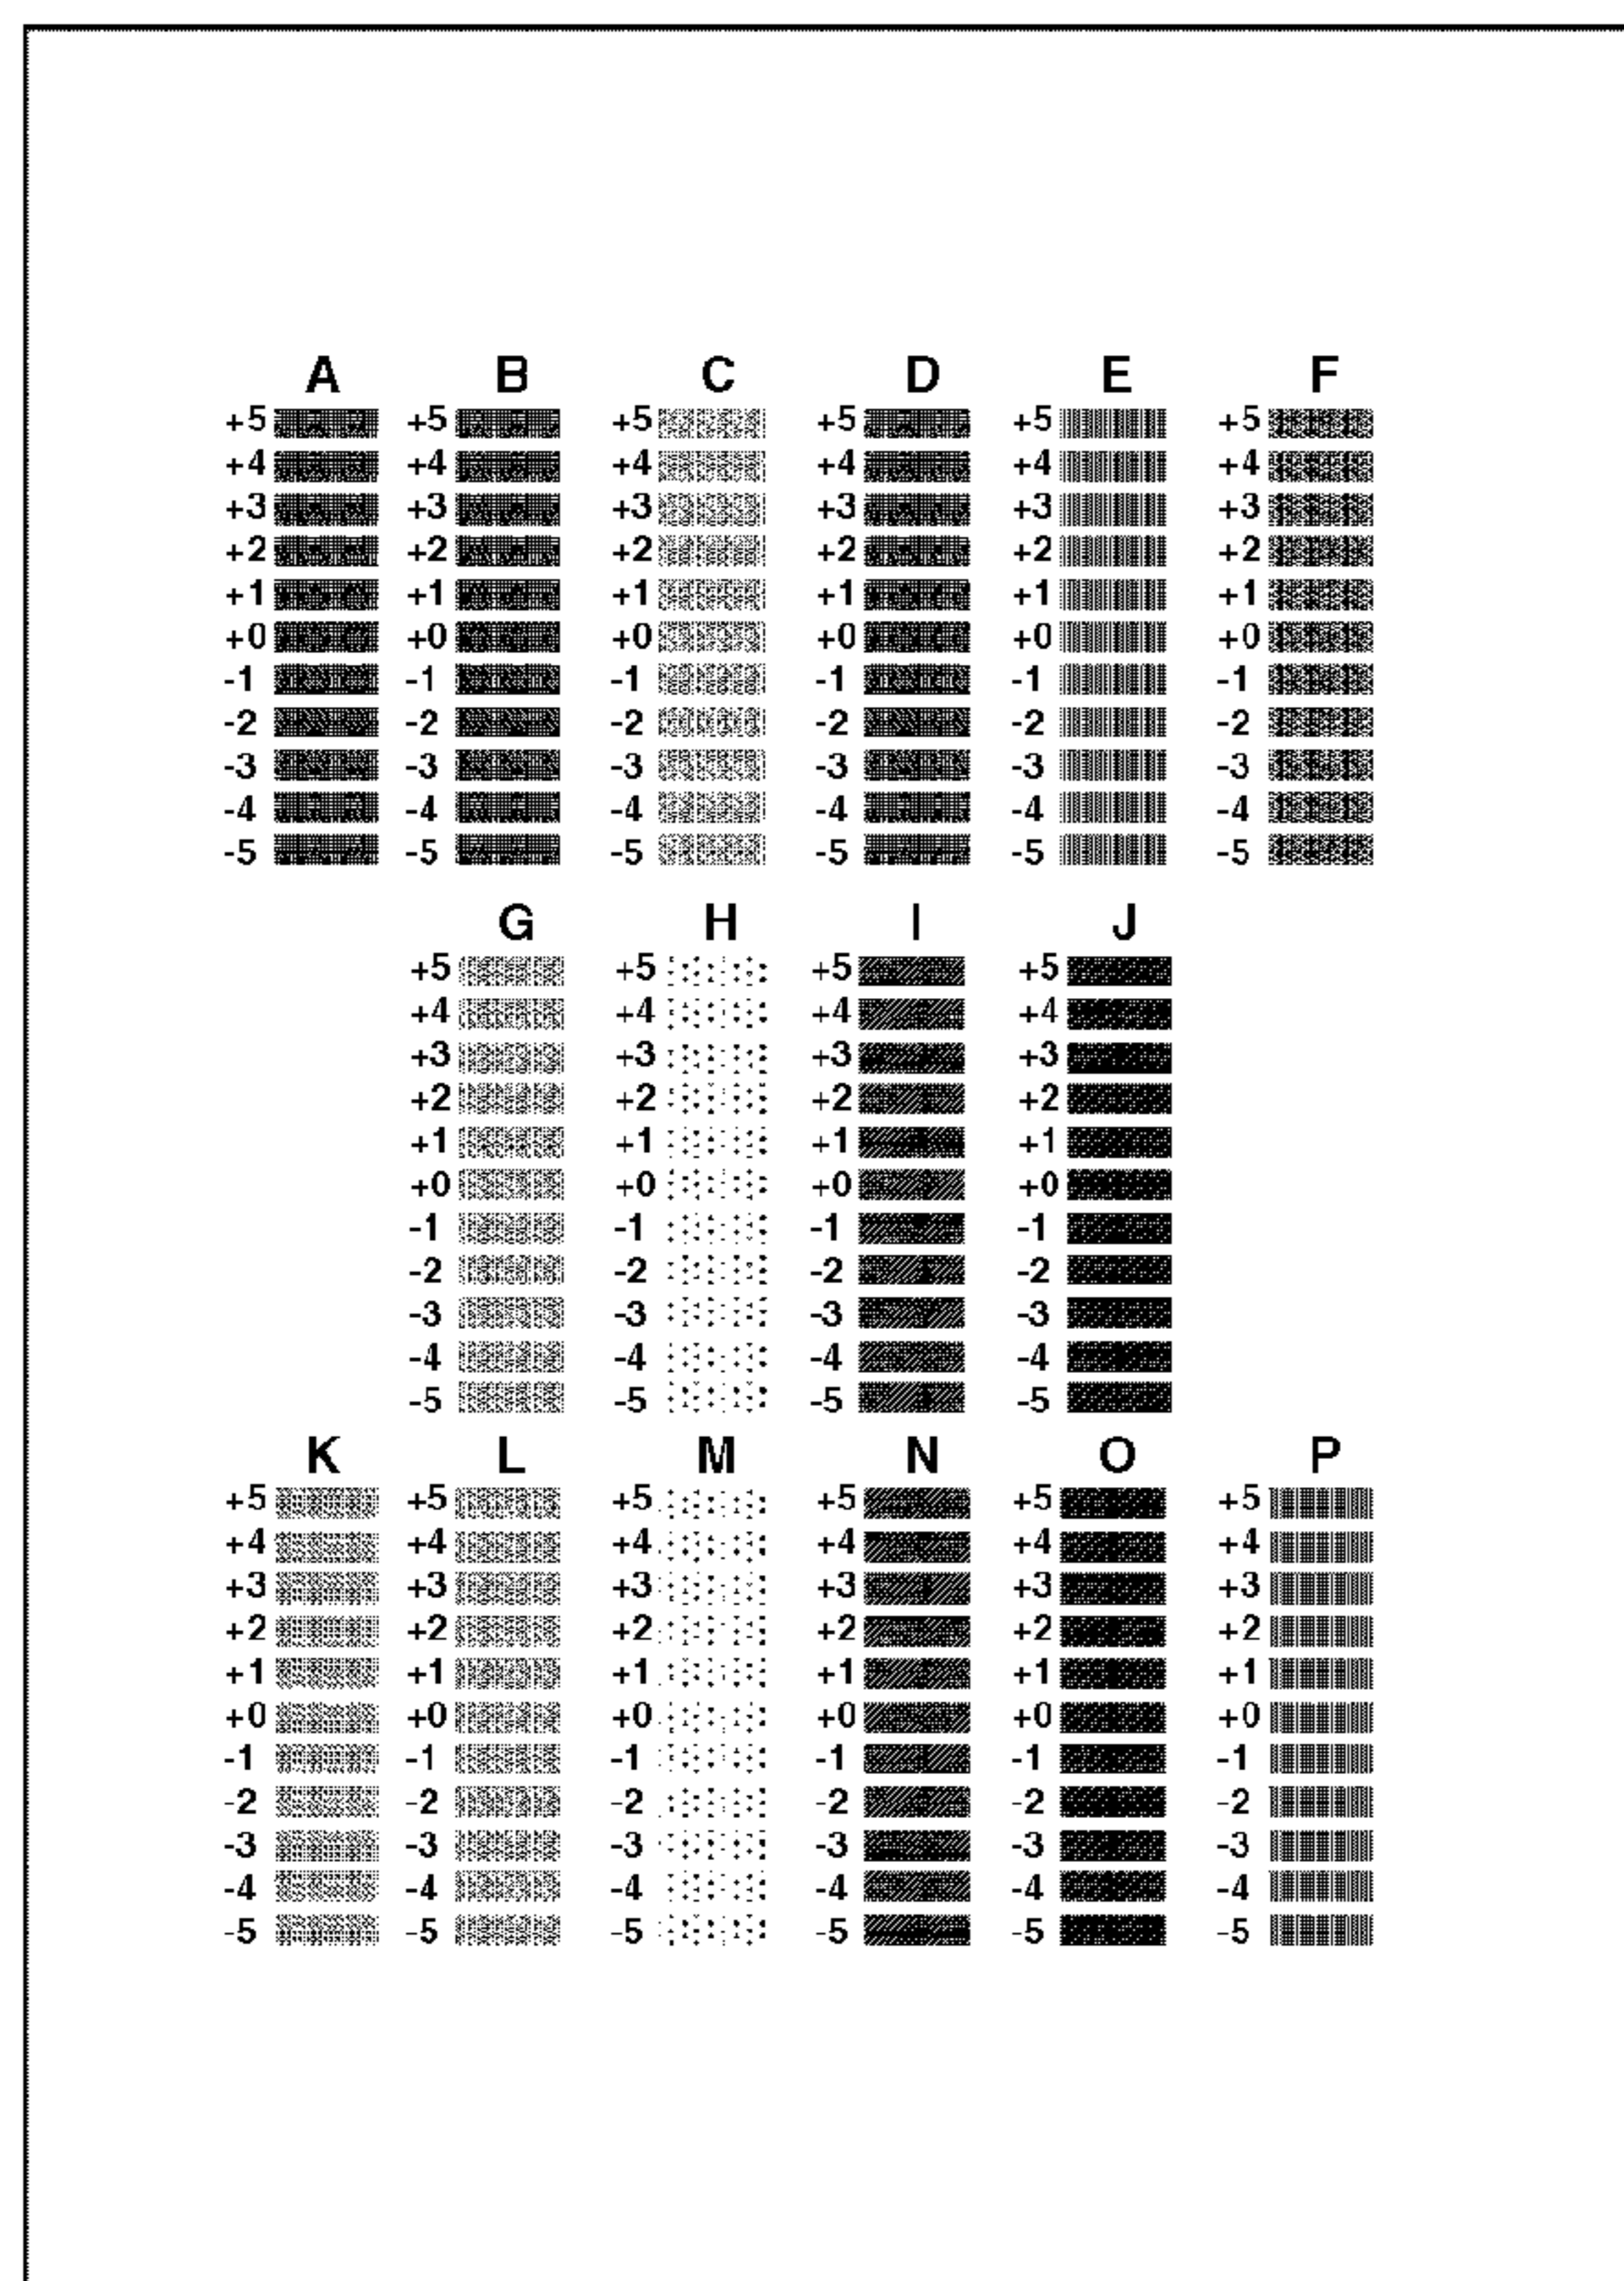 A B C D E F
+5 +5 +5 +5 +5 +5
+4 +4 +4 +4 +4 +4
+3 +3 +3 +3 +3 +3
+2 +2 +2 +2 +2 +2
+1 +1 +1 +1 +1 +1
+0 +0 +0 +0 +0 +0
-1 -1 -1 -1 -1 -1
-2 -2 -2 -2 -2 -2
-3 -3 -3 -3 -3 -3
-4 -4 -4 -4 -4 -4
-5 -5 -5 -5 -5 -5
G H I J
+5 +5 +5 +5
+4 +4 +4 +4
+3 +3 +3 +3
+2 +2 +2 +2
+1 +1 +1 +1
+0 +0 +0 +0
-1 -1 -1 -1
-2 -2 -2 -2
-3 -3 -3 -3
-4 -4 -4 -4
-5 -5 -5 -5
K L M N O P
+5 +5 +5 +5 +5 +5
+4 +4 +4 +4 +4 +4
+3 +3 +3 +3 +3 +3
+2 +2 +2 +2 +2 +2
+1 +1 +1 +1 +1 +1
+0 +0 +0 +0 +0 +0
-1 -1 -1 -1 -1 -1
-2 -2 -2 -2 -2 -2
-3 -3 -3 -3 -3 -3
-4 -4 -4 -4 -4 -4
-5 -5 -5 -5 -5 -5